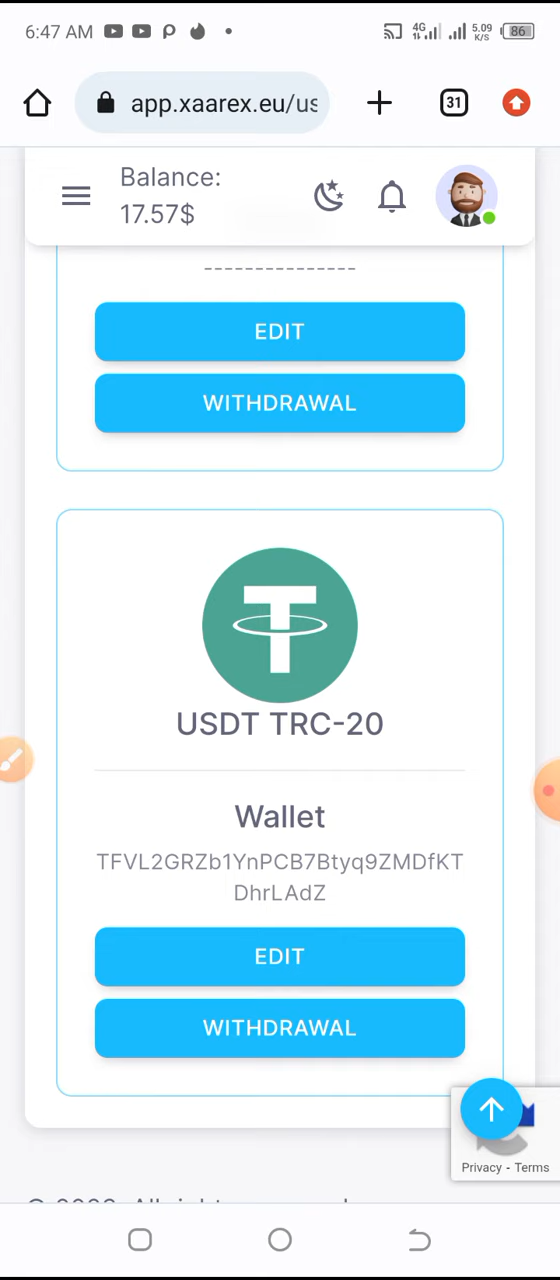 6:47 AM
4G
5.09
K/S
86
app.xaarex.eu/us
31
Balance:
17.57$
---------------
EDIT
WITHDRAWAL
USDT TRC-20
Wallet
TFVL2GRZb1YnPCB7Btyq9ZMDfKT
DhrLAdZ
EDIT
WITHDRAWAL
Privacy - Terms